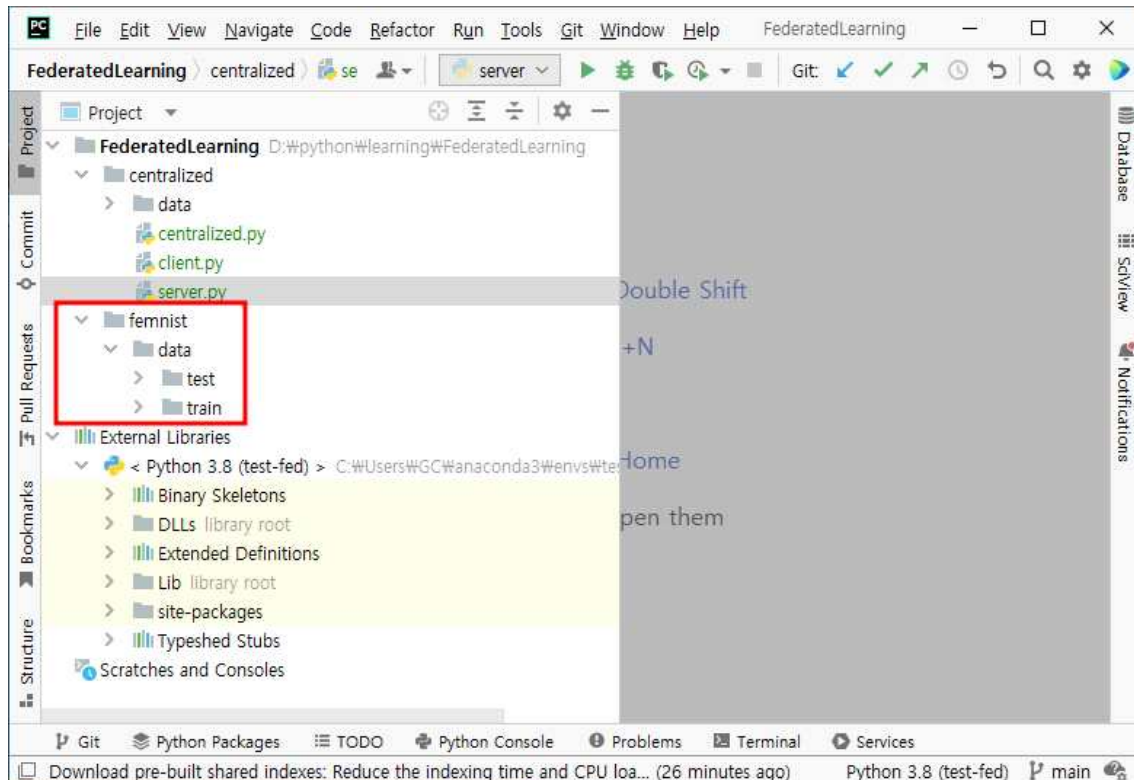 PC File Edit View Navigate Code Refactor Run Tools Git Window Help FederatedLearning
FederatedLearning centralized se server Git:
Project
Project
FederatedLearning D:₩python₩learning₩FederatedLearning
centralized
data
centralized.py
client.py
server.py
femnist
data
test
train
External Libraries
< Python 3.8 (test-fed) > C:₩Users₩GC₩anaconda3₩envs₩te
Binary Skeletons
DLLs library root
Extended Definitions
Lib library root
site-packages
Typeshed Stubs
Scratches and Consoles
Commit
Pull Requests
Bookmarks
Structure
Double Shift
+N
Home
pen them
Database
SciView
Notifications
Git Python Packages TODO Python Console Problems Terminal Services
Download pre-built shared indexes: Reduce the indexing time and CPU loa... (26 minutes ago) Python 3.8 (test-fed) main